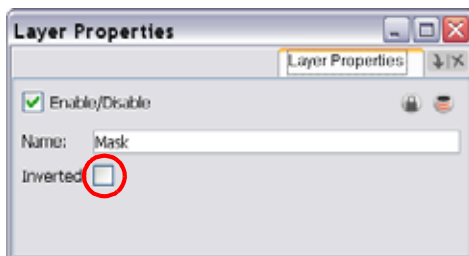 Layer Properties
Layer Properties
Enable/Disable
Name: Mask
Inverted